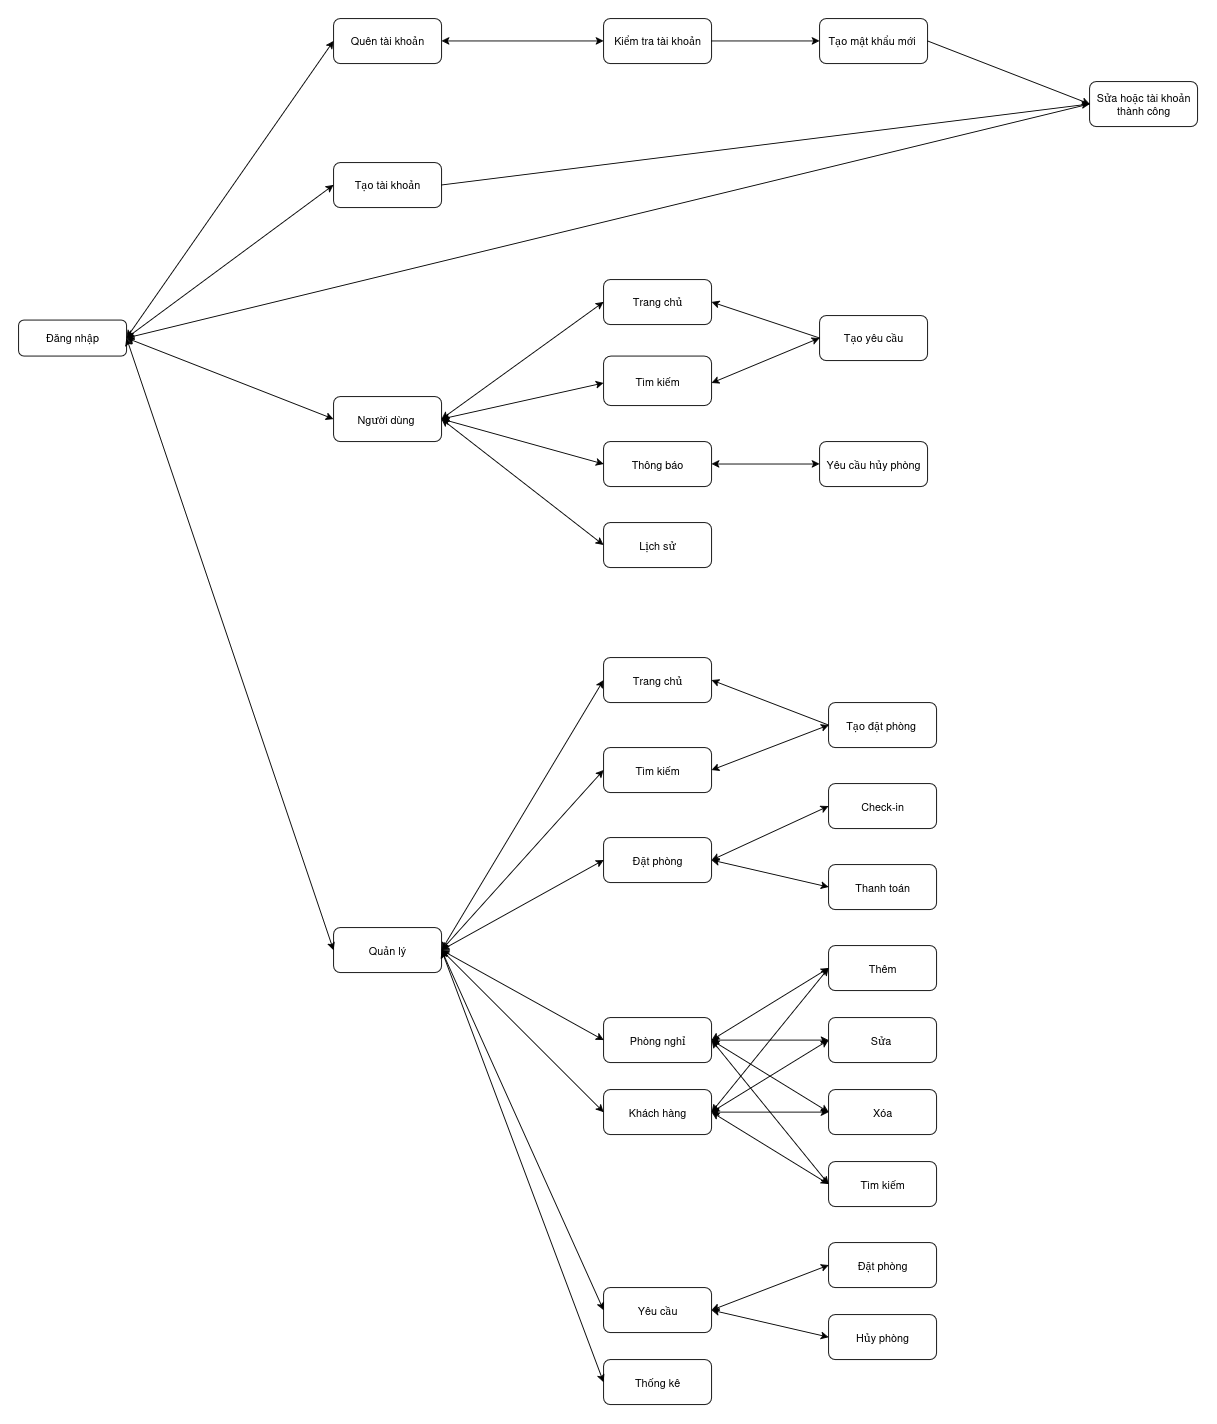 Quên tài khoản
Kiểm tra tài khoản
Tạo mật khẩu mới
Sửa hoặc tài khoản
thành công
Tạo tài khoản
Đăng nhập
Người dùng
Trang chủ
Tìm kiếm
Tạo yêu cầu
Thông báo
Yêu cầu hủy phòng
Lịch sử
Quản lý
Trang chủ
Tìm kiếm
Tạo đặt phòng
Đặt phòng
Check-in
Thanh toán
Phòng nghỉ
Khách hàng
Thêm
Sửa
Xóa
Tìm kiếm
Yêu cầu
Đặt phòng
Hủy phòng
Thống kê